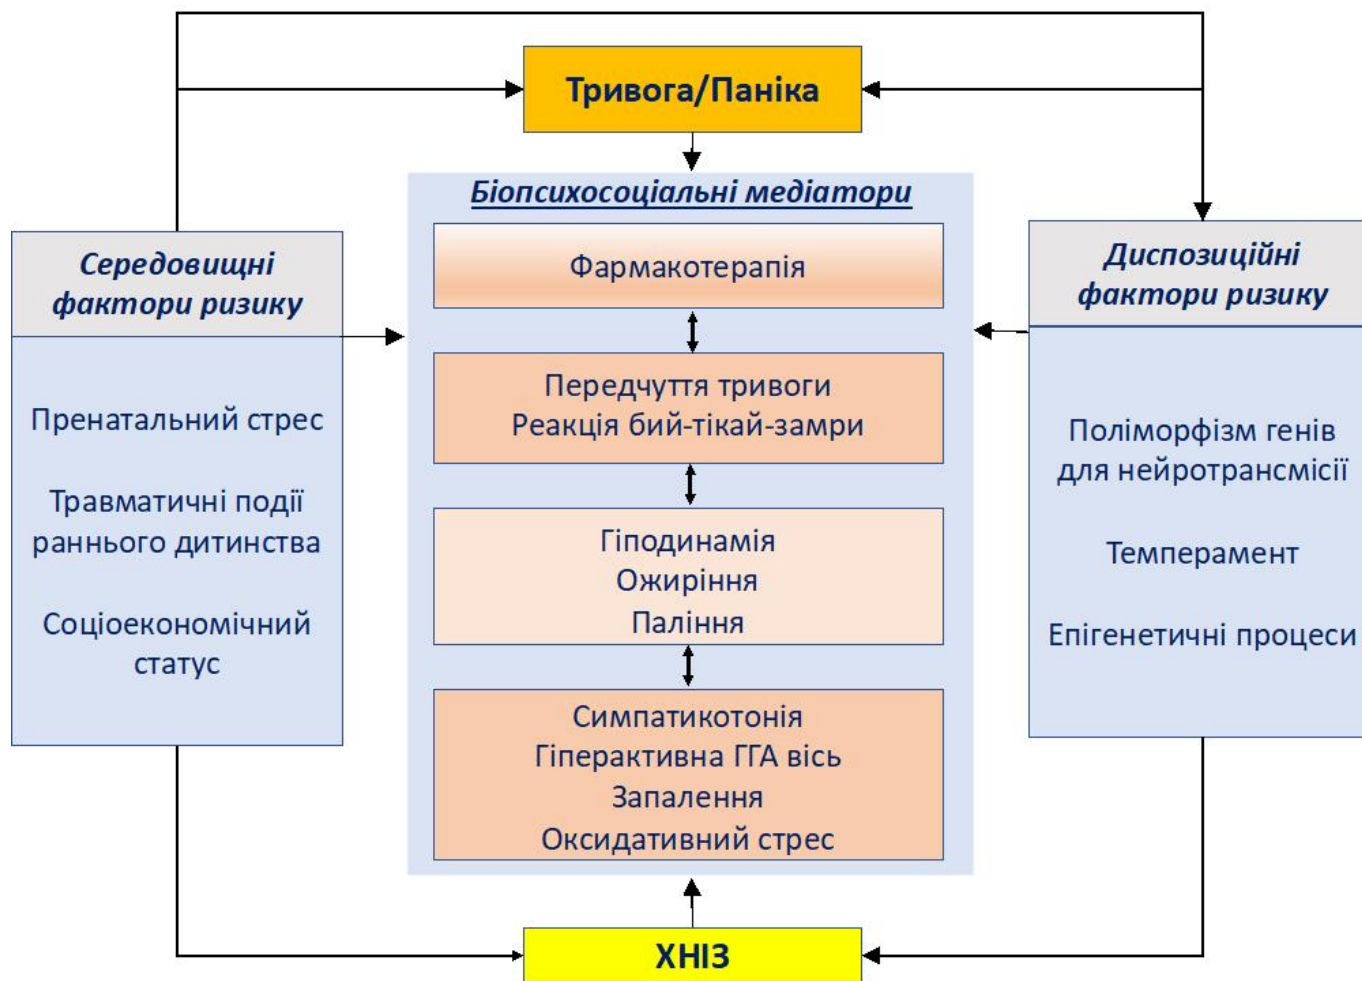 Тривога/Паніка
Біопсихосоціальні медіатори
Фармакотерапія
Передчуття тривоги
Реакція бий-тікай-замри
Гіподинамія
Ожиріння
Паління
Симпатикотонія
Гіперактивна ГГА вісь
Запалення
Оксидативний стрес
Середовищні
фактори ризику
Пренатальний стрес
Травматичні події
раннього дитинства
Соціоекономічний
статус
Диспозиційні
фактори ризику
Поліморфізм генів
для нейротрансмісії
Темперамент
Епігенетичні процеси
ХНІЗ